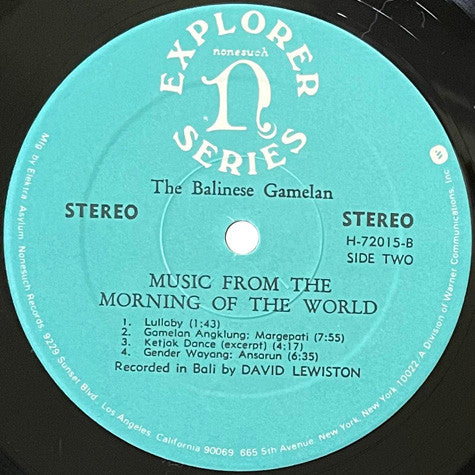 EXPLORER
nonesuch
n
SERIES
The Balinese Gamelan
STEREO
STEREO
H-72015-B
SIDE TWO
MUSIC FROM THE
MORNING OF THE WORLD
1. Lullaby (1:43)
2. Gamelan Angklung: Margepati (7:55)
3. Ketjak Dance (excerpt) (4:17)
4. Gender Wayang: Ansarun (6:35)
Recorded in Bali by DAVID LEWISTON
Mfg by Elektra Asylum Nonesuch Records, A Division of Warner Communications, Inc.
9229 Sunset Blvd. Los Angeles, California 90069 665 5th Avenue, New York 10022